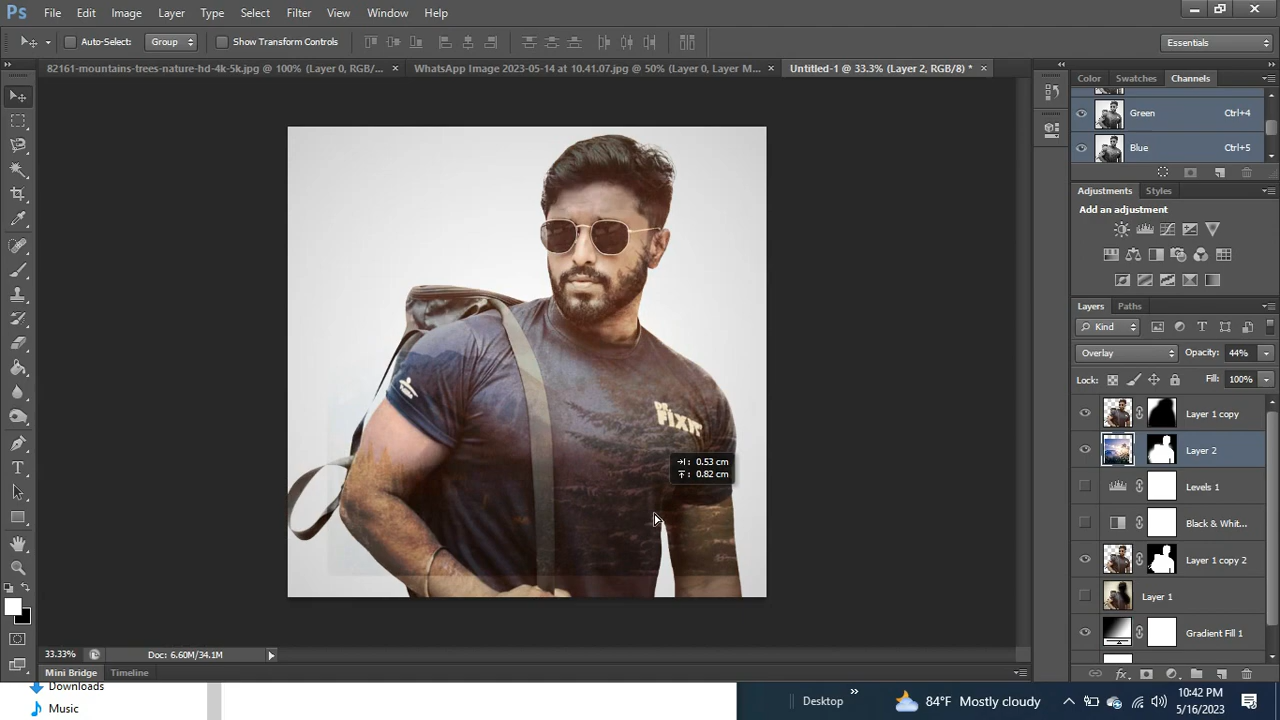 Ps File Edit Image Layer Type Select Filter View Window Help
Auto-Select: Group Show Transform Controls Essentials
82161-mountains-trees-nature-hd-4k-5k.jpg @ 100% (Layer 0, RGB/... × WhatsApp Image 2023-05-14 at 10.41.07.jpg @ 50% (Layer 0, Layer M... × Untitled-1 @ 33.3% (Layer 2, RGB/8) * ×
Color Swatches Channels
Green Ctrl+4
Blue Ctrl+5
Adjustments Styles
Add an adjustment
Layers Paths
Kind
Overlay Opacity: 44%
Lock: Fill: 100%
DR.
FIXIT
Layer 1 copy
Layer 2
0.53 cm
0.82 cm
Levels 1
Black & Whit...
Layer 1 copy 2
Layer 1
Gradient Fill 1
33.33% Doc: 6.60M/34.1M
Mini Bridge Timeline
Downloads
Music
Desktop 84°F Mostly cloudy 10:42 PM
5/16/2023